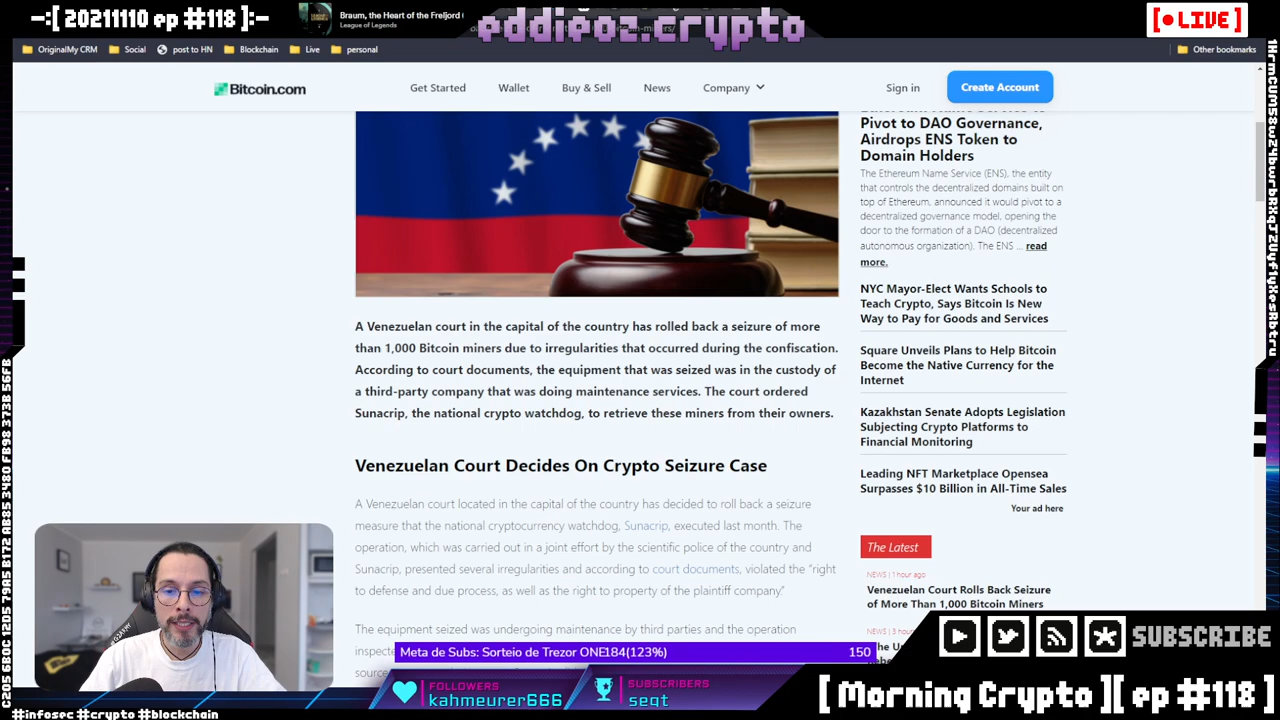 -:[ 20211110 ep #118 ]:-
Braum, the Heart of the Freljord (
League of Legends
eddieoz.crypto
[● LIVE]
OriginalMy CRM
Social
post to HN
Blockchain
Live
personal
Other bookmarks
Bitcoin.com
Get Started
Wallet
Buy & Sell
News
Company
Sign in
Create Account
Pivot to DAO Governance,
Airdrops ENS Token to
Domain Holders
The Ethereum Name Service (ENS), the entity
that controls the decentralized domains built on
top of Ethereum, announced it would pivot to a
decentralized governance model, opening the
door to the formation of a DAO (decentralized
autonomous organization). The ENS ... read
more.
NYC Mayor-Elect Wants Schools to
Teach Crypto, Says Bitcoin Is New
Way to Pay for Goods and Services
Square Unveils Plans to Help Bitcoin
Become the Native Currency for the
Internet
Kazakhstan Senate Adopts Legislation
Subjecting Crypto Platforms to
Financial Monitoring
Leading NFT Marketplace Opensea
Surpasses $10 Billion in All-Time Sales
Your ad here
The Latest
NEWS | 1 hour ago
Venezuelan Court Rolls Back Seizure
of More Than 1,000 Bitcoin Miners
A Venezuelan court in the capital of the country has rolled back a seizure of more
than 1,000 Bitcoin miners due to irregularities that occurred during the confiscation.
According to court documents, the equipment that was seized was in the custody of
a third-party company that was doing maintenance services. The court ordered
Sunacrip, the national crypto watchdog, to retrieve these miners from their owners.
Venezuelan Court Decides On Crypto Seizure Case
A Venezuelan court located in the capital of the country has decided to roll back a seizure
measure that the national cryptocurrency watchdog, Sunacrip, executed last month. The
operation, which was carried out in a joint effort by the scientific police of the country and
Sunacrip, presented several irregularities and according to court documents, violated the "right
to defense and due process, as well as the right to property of the plaintiff company."
The equipment seized was undergoing maintenance by third parties and the operation
Meta de Subs: Sorteio de Trezor ONE184(123%)
150
FOLLOWERS
kahmeurer666
SUBSCRIBERS
seqt
SUBSCRIBE
[ Morning Crypto ][ ep #118 ]
#infosec #crypto #blockchain